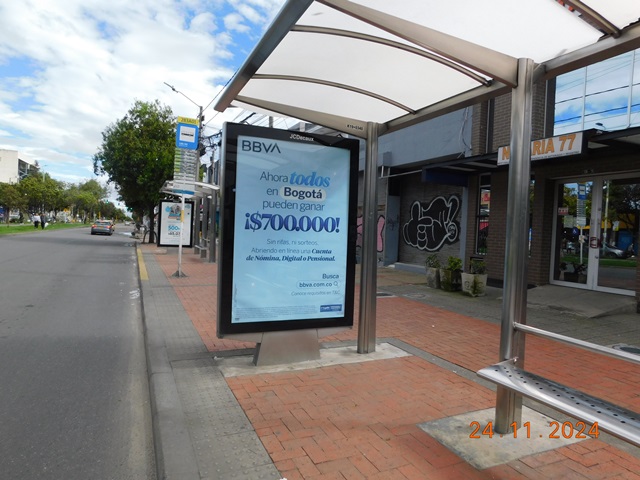 JCDecaux
BBVA
Ahora todos
en Bogotá
pueden ganar
¡$700.000!
Sin rifas, ni sorteos.
Abriendo en línea una Cuenta
de Nómina, Digital o Pensional.
Busca
bbva.com.co
RIA 77
24 11 2024